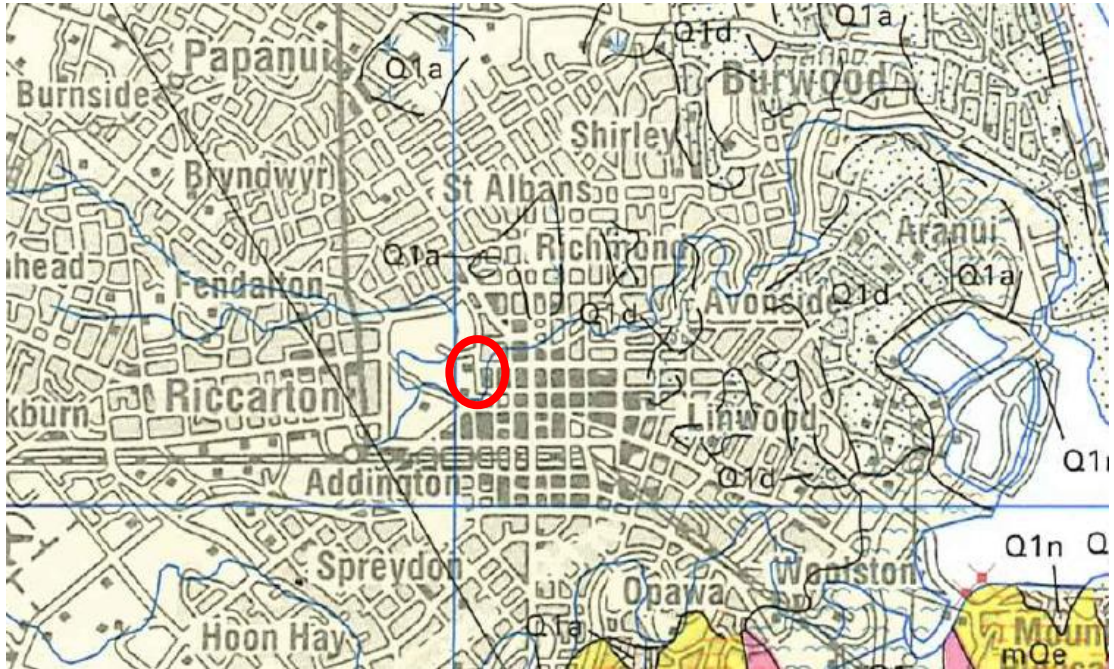 Q1a
Q1d
Papanui
Q1a
Burwood
Burnside
Shirley
Bryndwyr
St Albans
Richmond
Aranui
Q1a
Q1a
Fendalton
Avonside
Q1d
Q1d
Riccarton
Linwood
Addington
Q1d
Q1n
Spreydon
Opawa
Woolston
Hoon Hay
Q1a
mQe